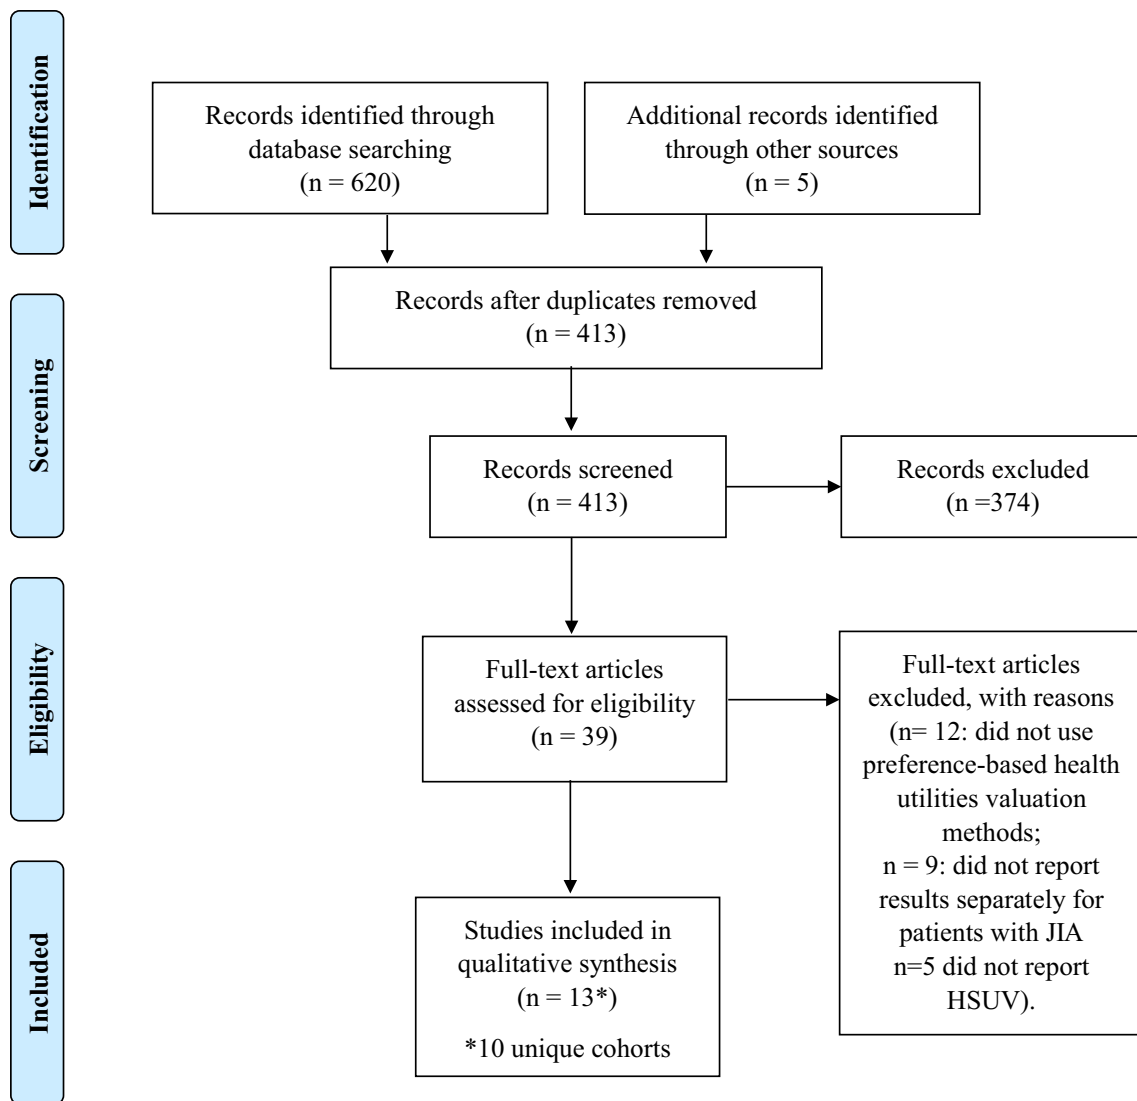 Identification
Records identified through
database searching
(n = 620)
Additional records identified
through other sources
(n = 5)
Records after duplicates removed
(n = 413)
Screening
Records screened
(n = 413)
Records excluded
(n =374)
Eligibility
Full-text articles
assessed for eligibility
(n = 39)
Full-text articles
excluded, with reasons
(n= 12: did not use
preference-based health
utilities valuation
methods;
n = 9: did not report
results separately for
patients with JIA
n=5 did not report
HSUV).
Included
Studies included in
qualitative synthesis
(n = 13*)
*10 unique cohorts